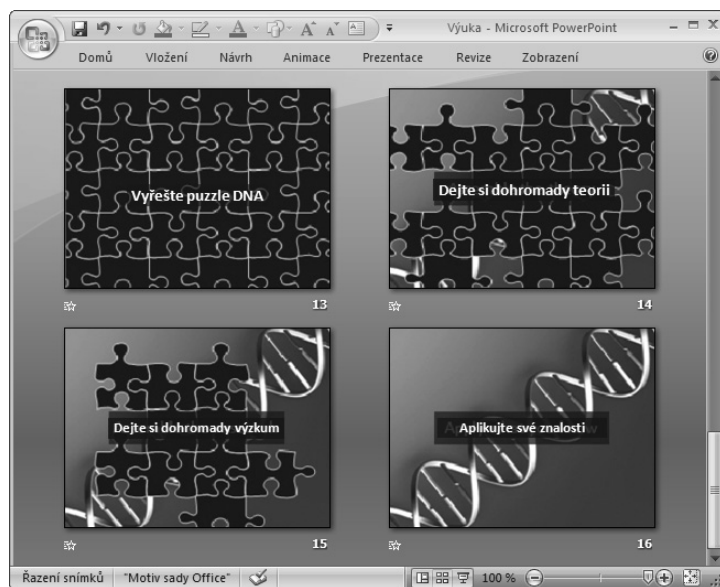 Výuka - Microsoft PowerPoint
Domů Vložení Návrh Animace Prezentace Revize Zobrazení
Vyřešte puzzle DNA
13
Dejte si dohromady teorii
14
Dejte si dohromady výzkum
15
Aplikujte své znalosti
16
Řazení snímků "Motiv sady Office" 100 %